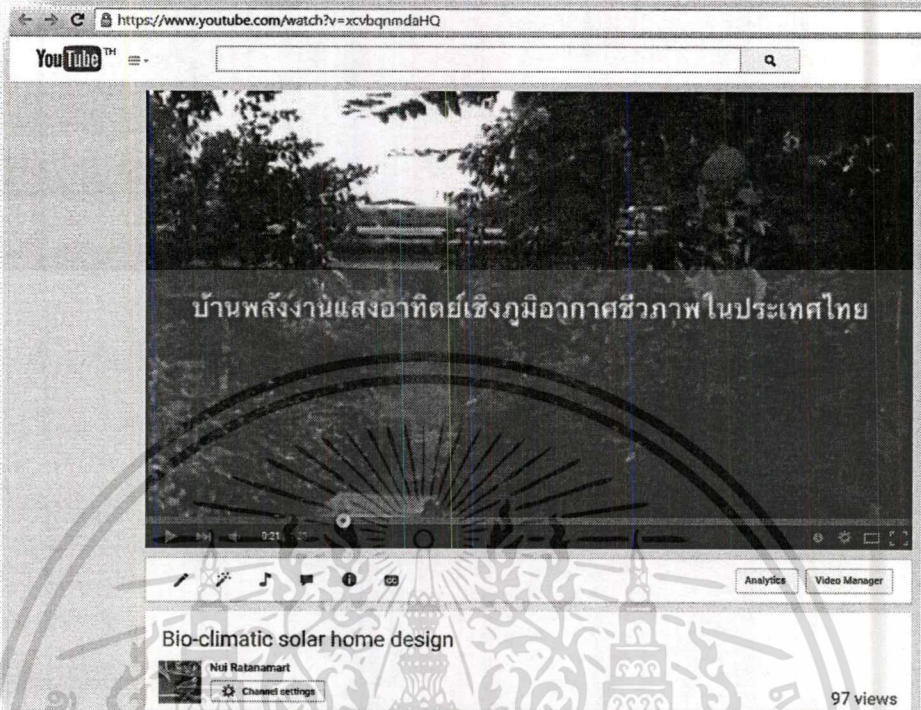 https://www.youtube.com/watch?v=xcvbqnmdaHQ
YouTube TH
บ้านพลังงานแสงอาทิตย์เชิงภูมิอากาศชีวภาพในประเทศไทย
0:21
CC
Analytics
Video Manager
Bio-climatic solar home design
Nui Ratanamart
Channel settings
97 views